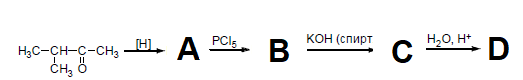 H₃C–CH–C–CH₃ [H] A PCl₅ B KOH (спирт C H₂O, H⁺ D
CH₃ O